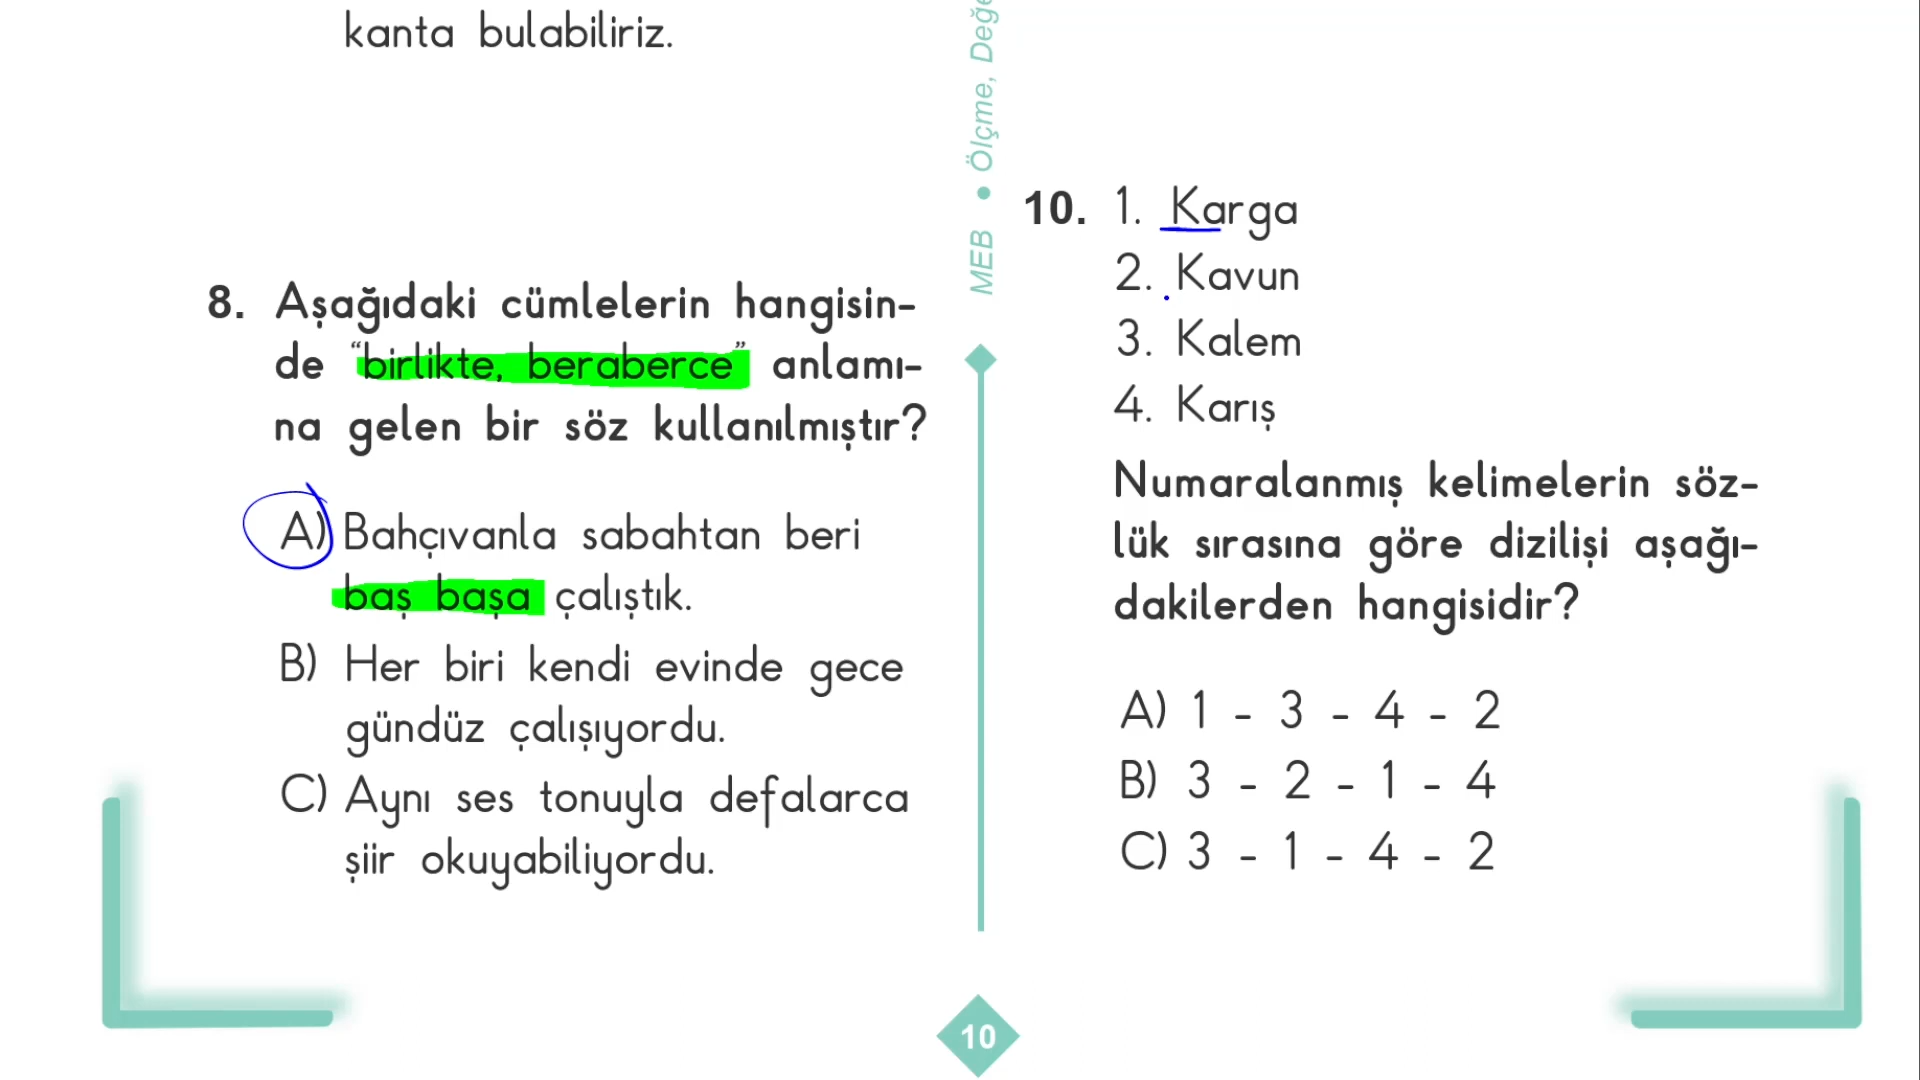 kanta bulabiliriz.
8. Aşağıdaki cümlelerin hangisin-
de “birlikte, beraberce” anlamı-
na gelen bir söz kullanılmıştır?
A) Bahçıvanla sabahtan beri
baş başa çalıştık.
B) Her biri kendi evinde gece
gündüz çalışıyordu.
C) Aynı ses tonuyla defalarca
şiir okuyabiliyordu.
MEB • Ölçme,
10. 1. Karga
2. Kavun
3. Kalem
4. Karış
Numaralanmış kelimelerin söz-
lük sırasına göre dizilişi aşağı-
dakilerden hangisidir?
A) 1 - 3 - 4 - 2
B) 3 - 2 - 1 - 4
C) 3 - 1 - 4 - 2
10